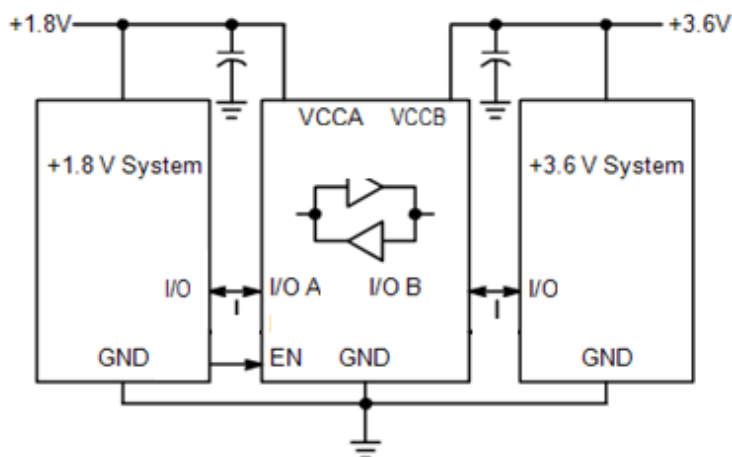 +1.8V +3.6V
VCCA VCCB
+1.8 V System +3.6 V System
I/O I/O A I/O B I/O
GND EN GND GND